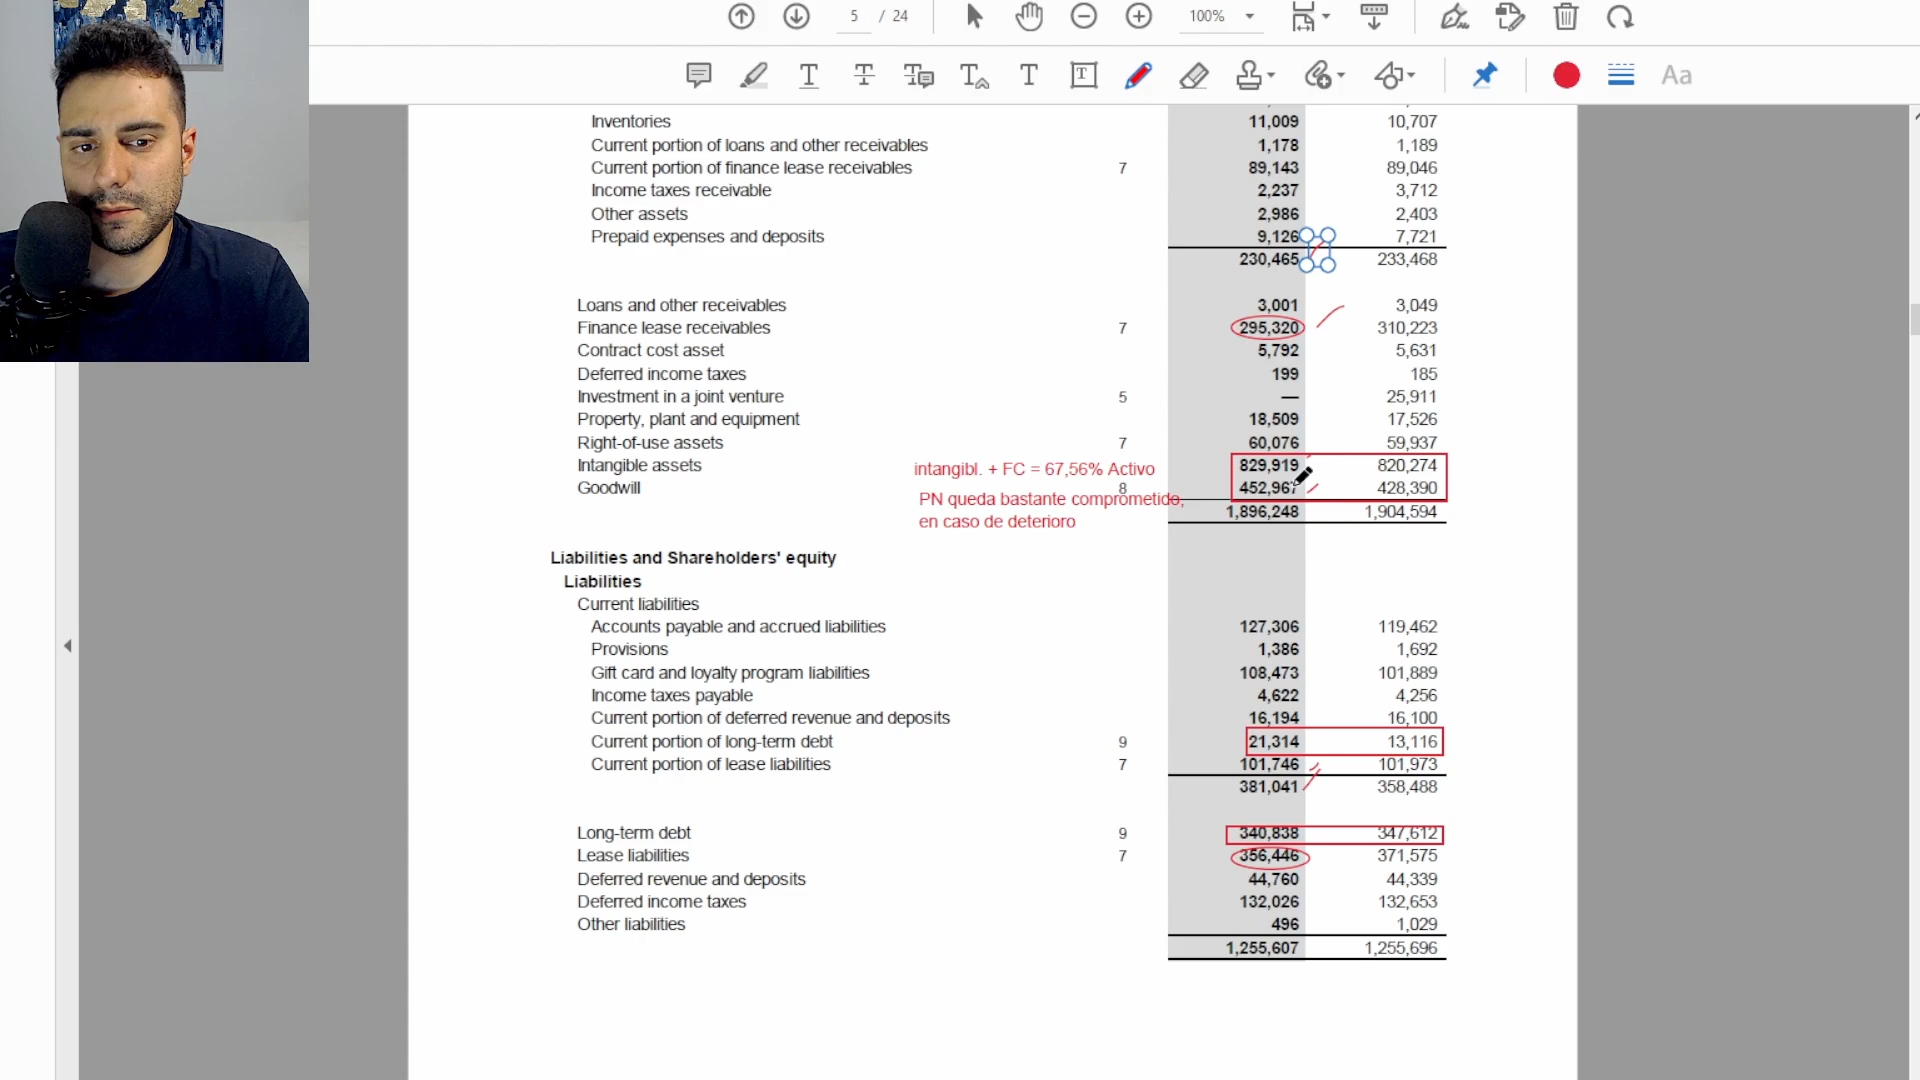 5 / 24 100%
T T T T T T Aa
Inventories 11,009 10,707
Current portion of loans and other receivables 1,178 1,189
Current portion of finance lease receivables 7 89,143 89,046
Income taxes receivable 2,237 3,712
Other assets 2,986 2,403
Prepaid expenses and deposits 9,126 7,721
230,465 233,468
Loans and other receivables 3,001 3,049
Finance lease receivables 7 295,320 310,223
Contract cost asset 5,792 5,631
Deferred income taxes 199 185
Investment in a joint venture 5 — 25,911
Property, plant and equipment 18,509 17,526
Right-of-use assets 7 60,076 59,937
Intangible assets intangibl. + FC = 67,56% Activo 829,919 820,274
Goodwill 8 452,967 428,390
PN queda bastante comprometido,
1,896,248 1,904,594
en caso de deterioro
Liabilities and Shareholders' equity
Liabilities
Current liabilities
Accounts payable and accrued liabilities 127,306 119,462
Provisions 1,386 1,692
Gift card and loyalty program liabilities 108,473 101,889
Income taxes payable 4,622 4,256
Current portion of deferred revenue and deposits 16,194 16,100
Current portion of long-term debt 9 21,314 13,116
Current portion of lease liabilities 7 101,746 101,973
381,041 358,488
Long-term debt 9 340,838 347,612
Lease liabilities 7 356,446 371,575
Deferred revenue and deposits 44,760 44,339
Deferred income taxes 132,026 132,653
Other liabilities 496 1,029
1,255,607 1,255,696